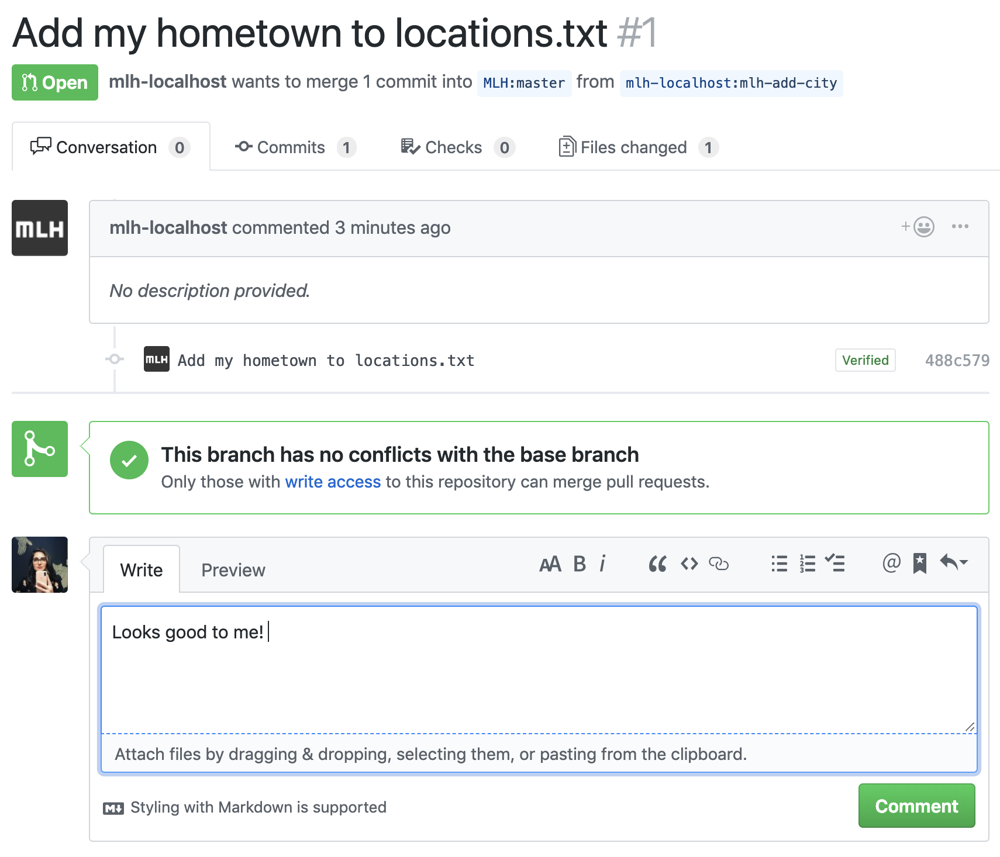 Add my hometown to locations.txt #1
Open mlh-localhost wants to merge 1 commit into MLH:master from mlh-localhost:mlh-add-city
Conversation 0 Commits 1 Checks 0 Files changed 1
MLH
mlh-localhost commented 3 minutes ago
No description provided.
MLH Add my hometown to locations.txt Verified 488c579
This branch has no conflicts with the base branch
Only those with write access to this repository can merge pull requests.
Write Preview
Looks good to me!
Attach files by dragging & dropping, selecting them, or pasting from the clipboard.
Styling with Markdown is supported
Comment